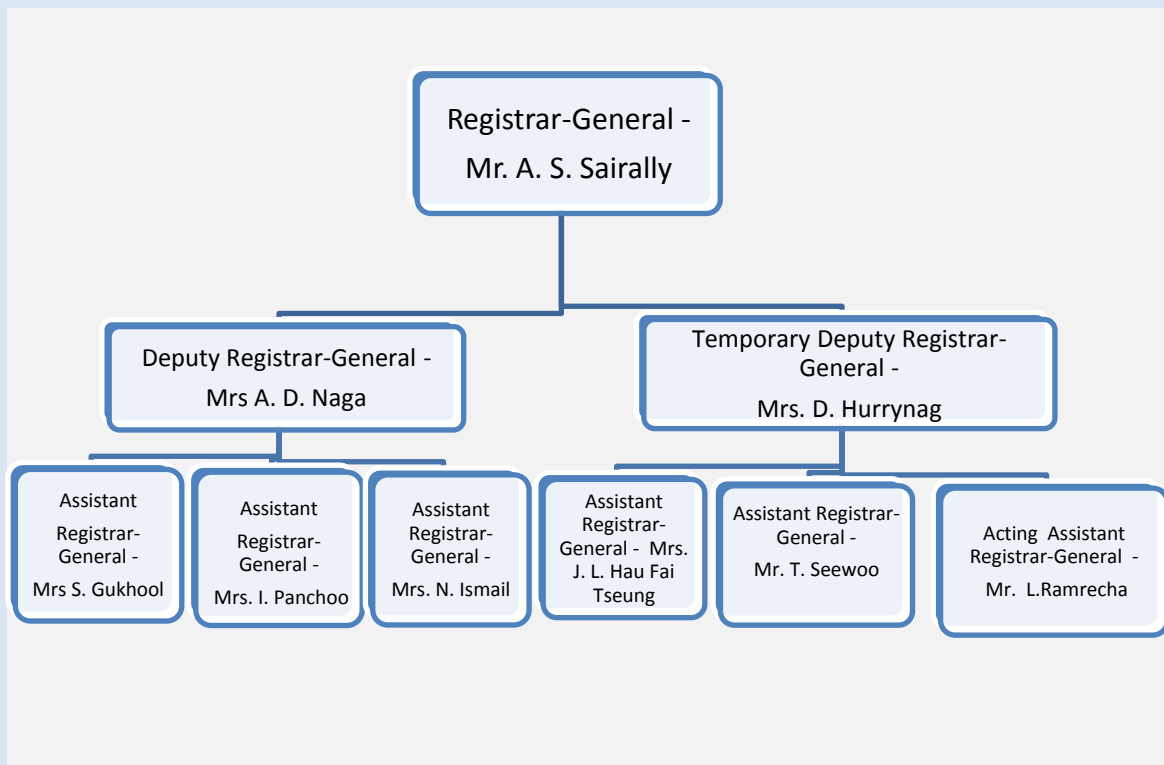 Registrar-General -
Mr. A. S. Sairally
Deputy Registrar-General -
Mrs A. D. Naga
Temporary Deputy Registrar-
General -
Mrs. D. Hurrynag
Assistant
Registrar-
General -
Mrs S. Gukhool
Assistant
Registrar-
General -
Mrs. I. Panchoo
Assistant
Registrar-
General -
Mrs. N. Ismail
Assistant
Registrar-
General -  Mrs.
J. L. Hau Fai
Tseung
Assistant Registrar-
General -
Mr. T. Seewoo
Acting  Assistant
Registrar-General -
Mr.  L.Ramrecha